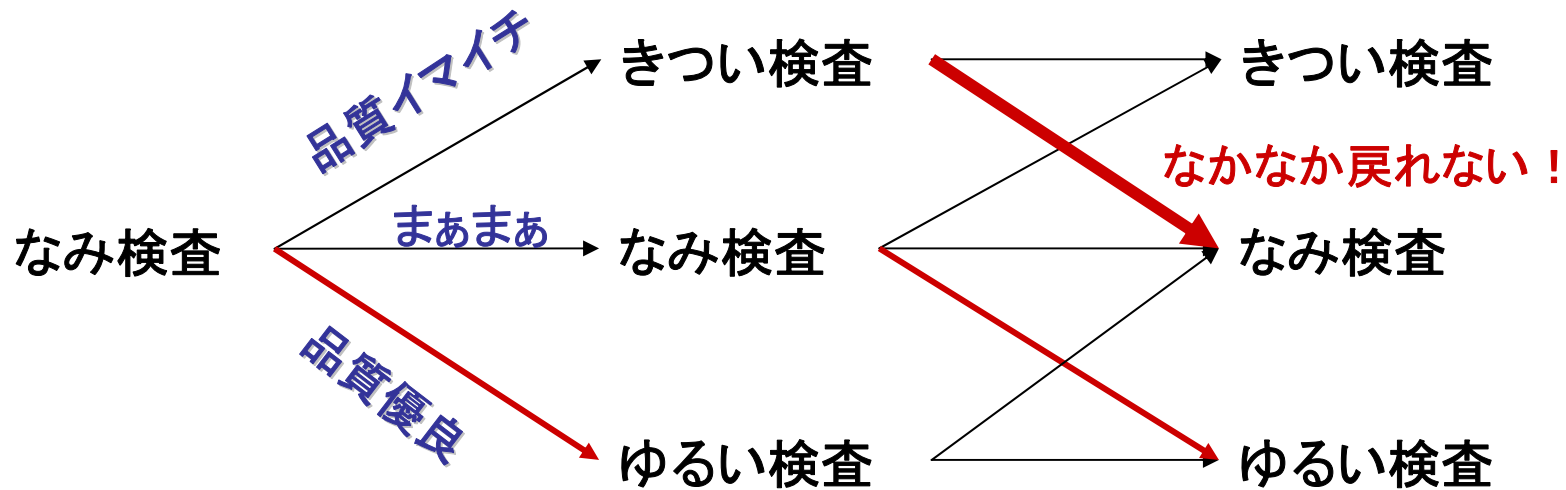 品質イマイチ
きつい検査
きつい検査
なかなか戻れない！
まぁまぁ
なみ検査
なみ検査
なみ検査
品質優良
ゆるい検査
ゆるい検査